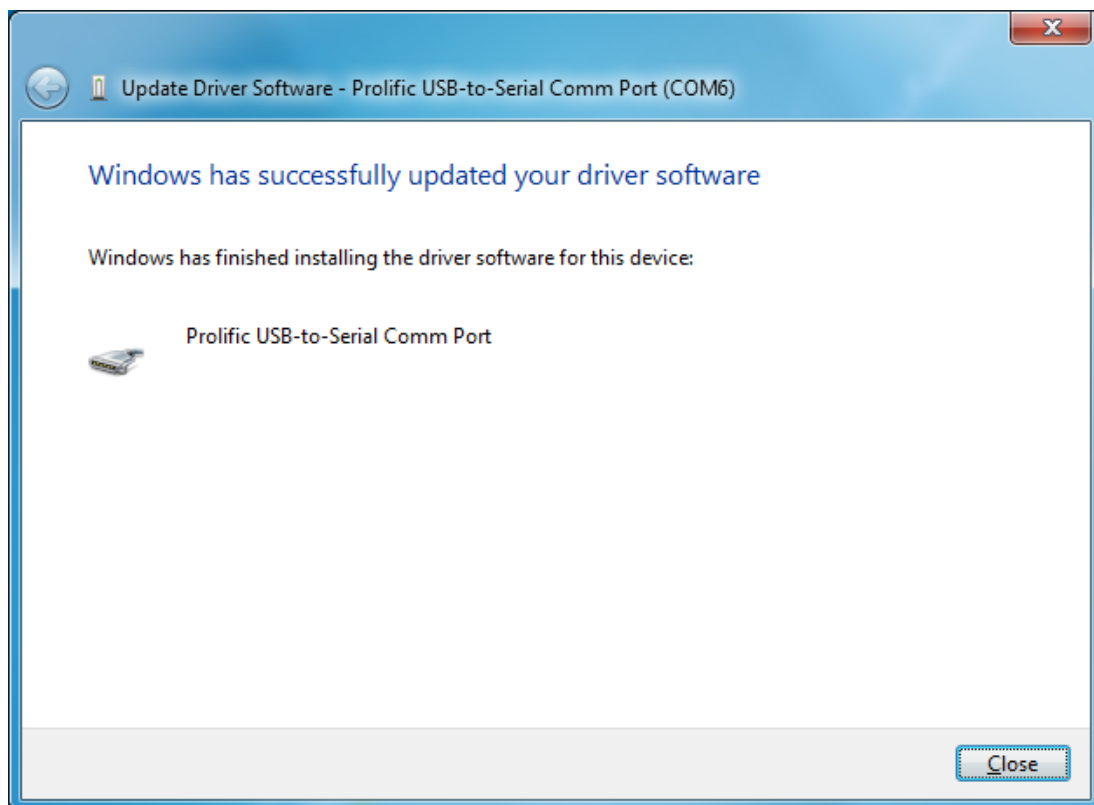 Update Driver Software - Prolific USB-to-Serial Comm Port (COM6)
Windows has successfully updated your driver software
Windows has finished installing the driver software for this device:
Prolific USB-to-Serial Comm Port
Close